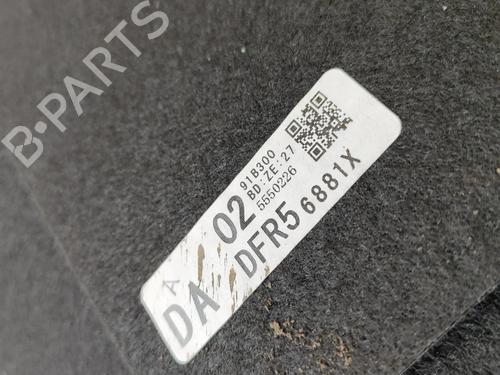 B-PARTS
A
DA
02
91B300
BD:ZE:27
5550226
DFR5 6881X